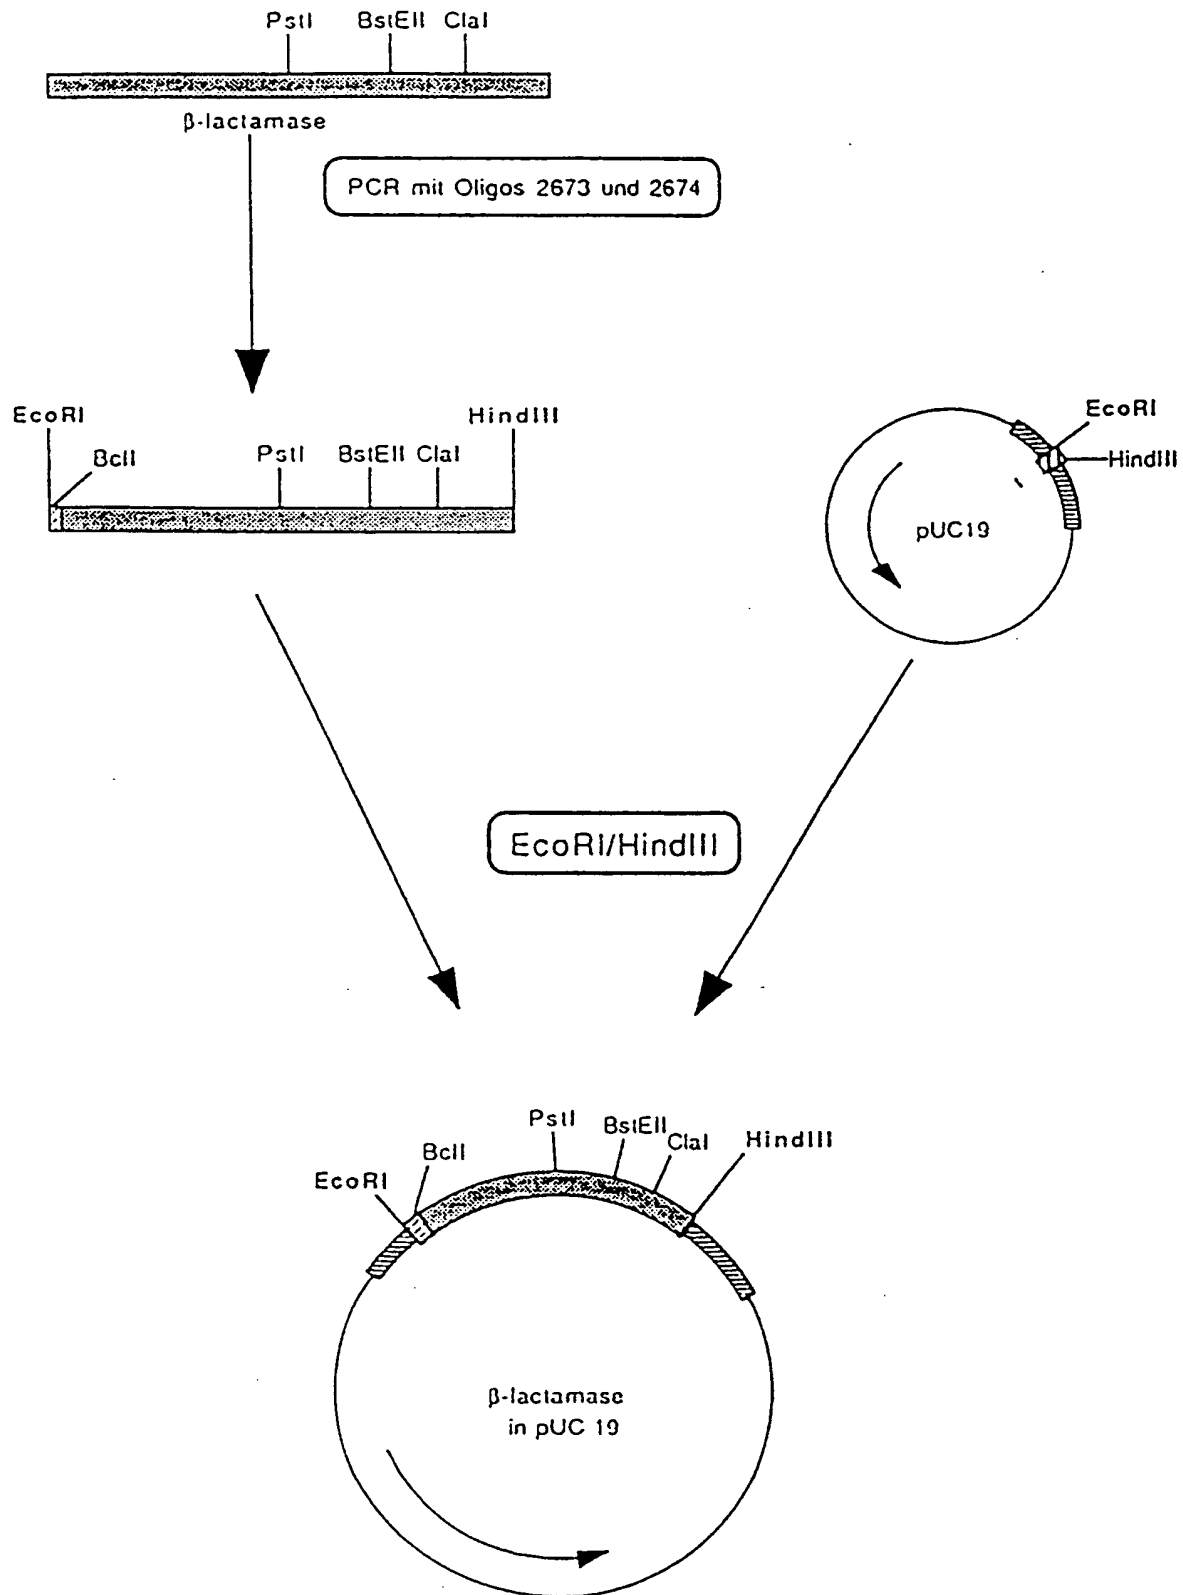 PstI BstEII ClaI
β-lactamase
PCR mit Oligos 2673 und 2674
EcoRI HindIII
BclI PstI BstEII ClaI
EcoRI
HindIII
pUC19
EcoRI/HindIII
PstI BstEII ClaI HindIII
EcoRI BclI
β-lactamase
in pUC 19